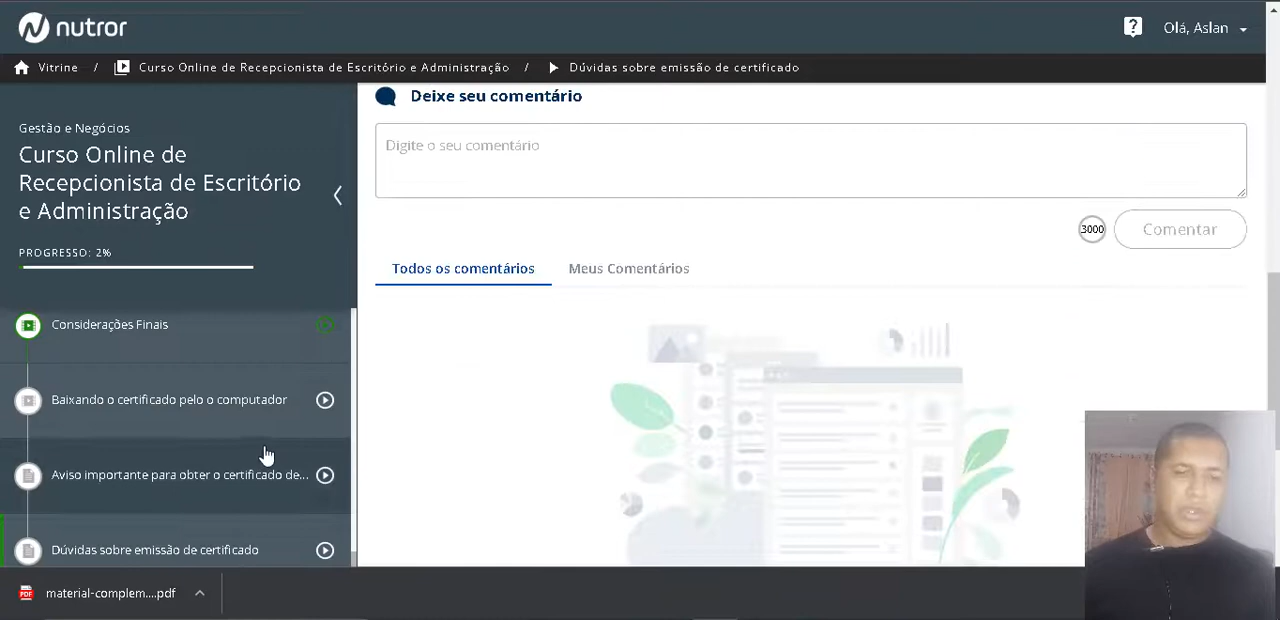 nutror
? Olá, Aslan
Vitrine / Curso Online de Recepcionista de Escritório e Administração / Dúvidas sobre emissão de certificado
Gestão e Negócios
Curso Online de
Recepcionista de Escritório
e Administração
PROGRESSO: 2%
Considerações Finais
Baixando o certificado pelo o computador
Aviso importante para obter o certificado de...
Dúvidas sobre emissão de certificado
Deixe seu comentário
Digite o seu comentário
3000 Comentar
Todos os comentários Meus Comentários
PDF material-complem....pdf